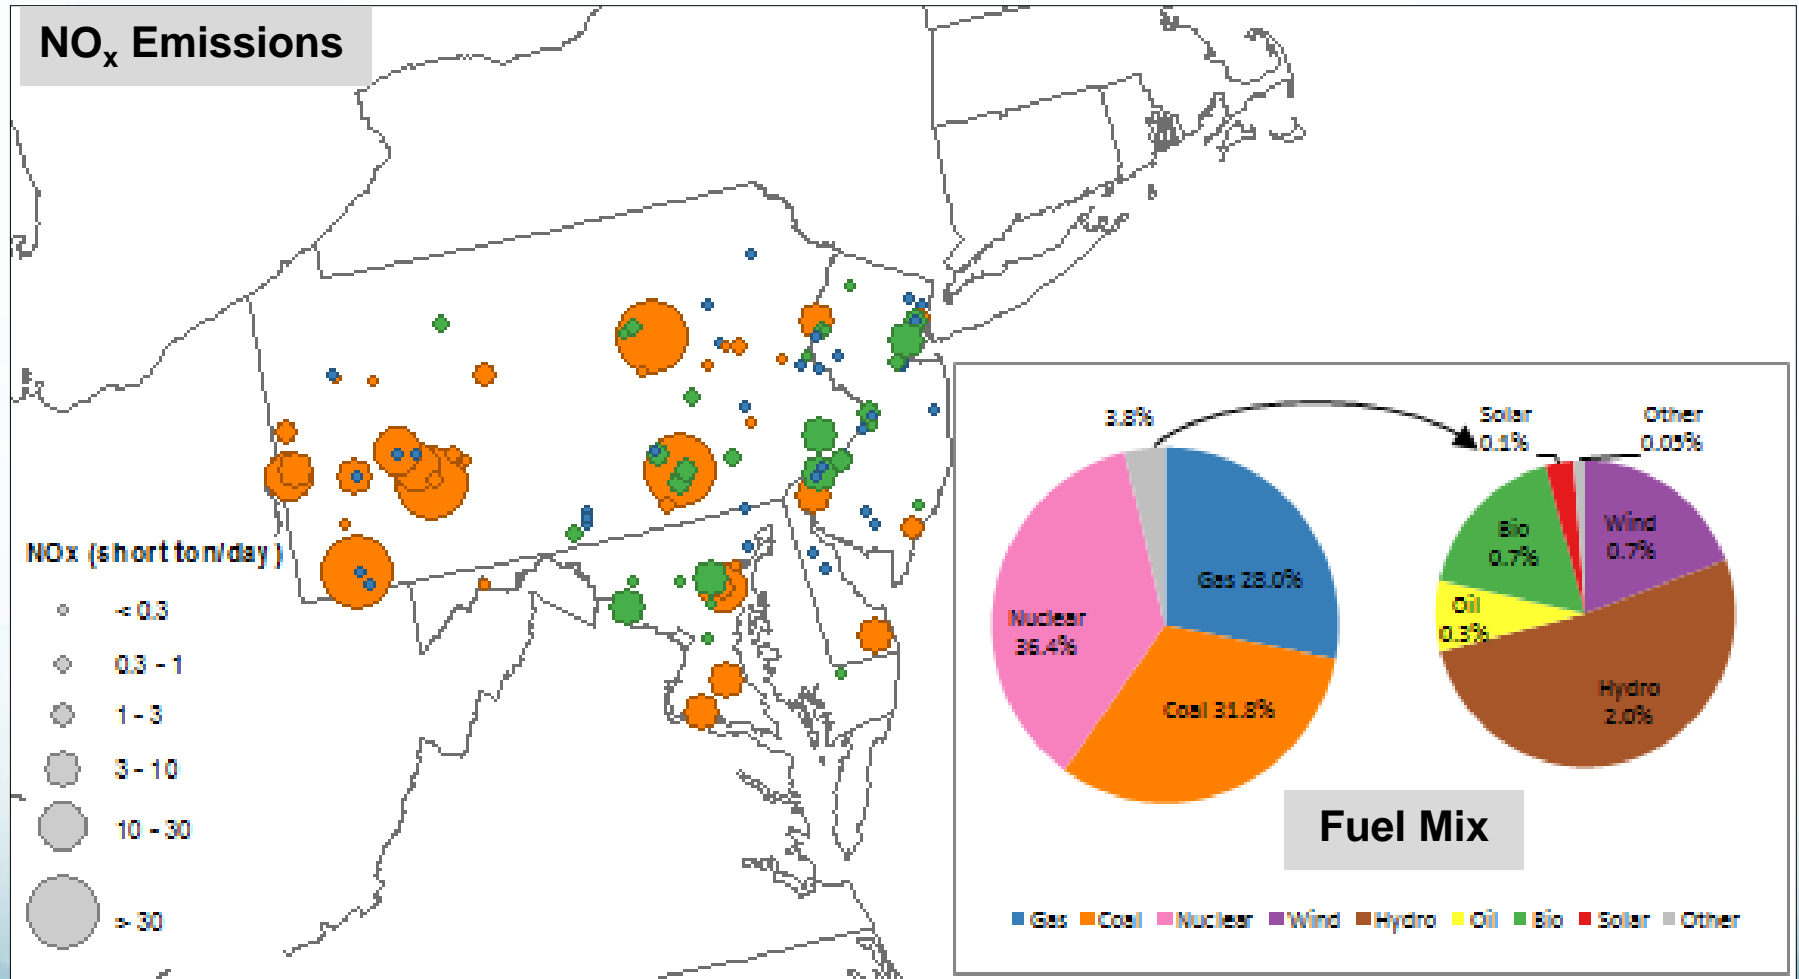 NOx Emissions
NOx (short ton/day)
< 0.3
0.3 - 1
1 - 3
3 - 10
10 - 30
> 30
3.8%
Solar
0.1%
Other
0.05%
Gas 28.0%
Nuclear
36.4%
Coal 31.8%
Bio
0.7%
Wind
0.7%
Oil
0.3%
Hydro
2.0%
Fuel Mix
Gas Coal Nuclear Wind Hydro Oil Bio Solar Other